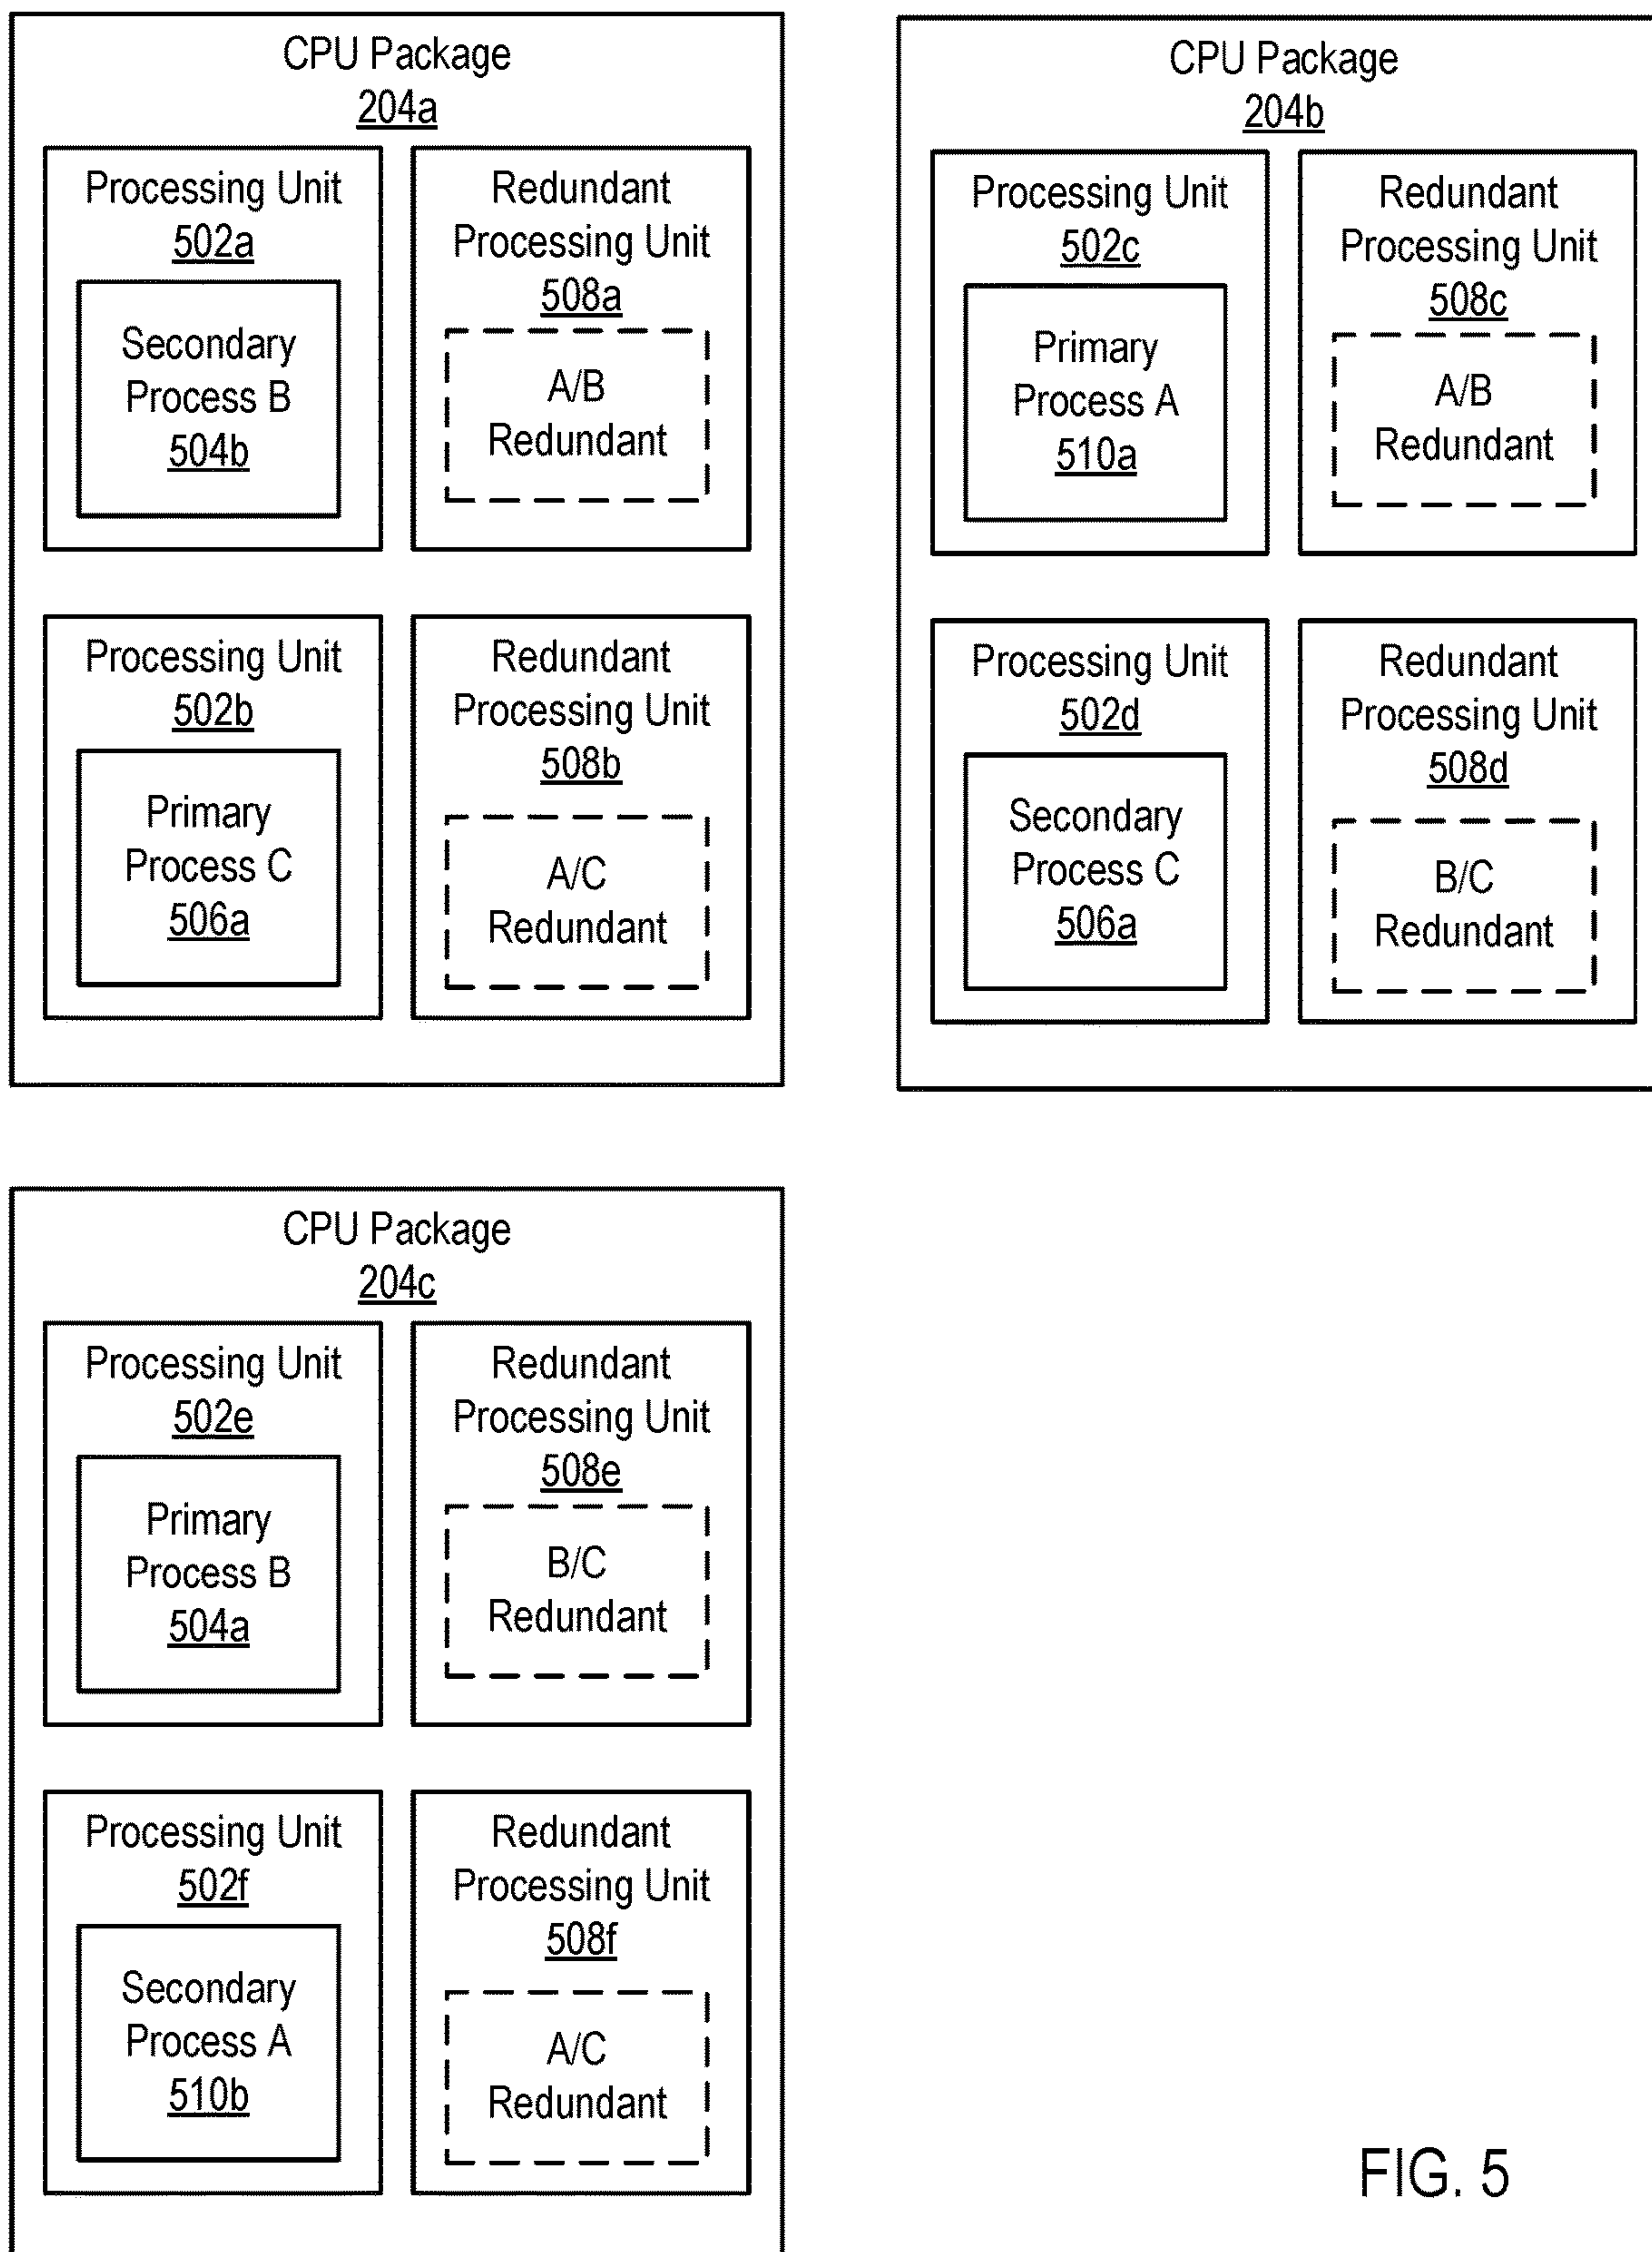 CPU Package
204a
Processing Unit
502a
Secondary
Process B
504b
Redundant
Processing Unit
508a
A/B
Redundant
Processing Unit
502b
Primary
Process C
506a
Redundant
Processing Unit
508b
A/C
Redundant
CPU Package
204b
Processing Unit
502c
Primary
Process A
510a
Redundant
Processing Unit
508c
A/B
Redundant
Processing Unit
502d
Secondary
Process C
506a
Redundant
Processing Unit
508d
B/C
Redundant
CPU Package
204c
Processing Unit
502e
Primary
Process B
504a
Redundant
Processing Unit
508e
B/C
Redundant
Processing Unit
502f
Secondary
Process A
510b
Redundant
Processing Unit
508f
A/C
Redundant
FIG. 5